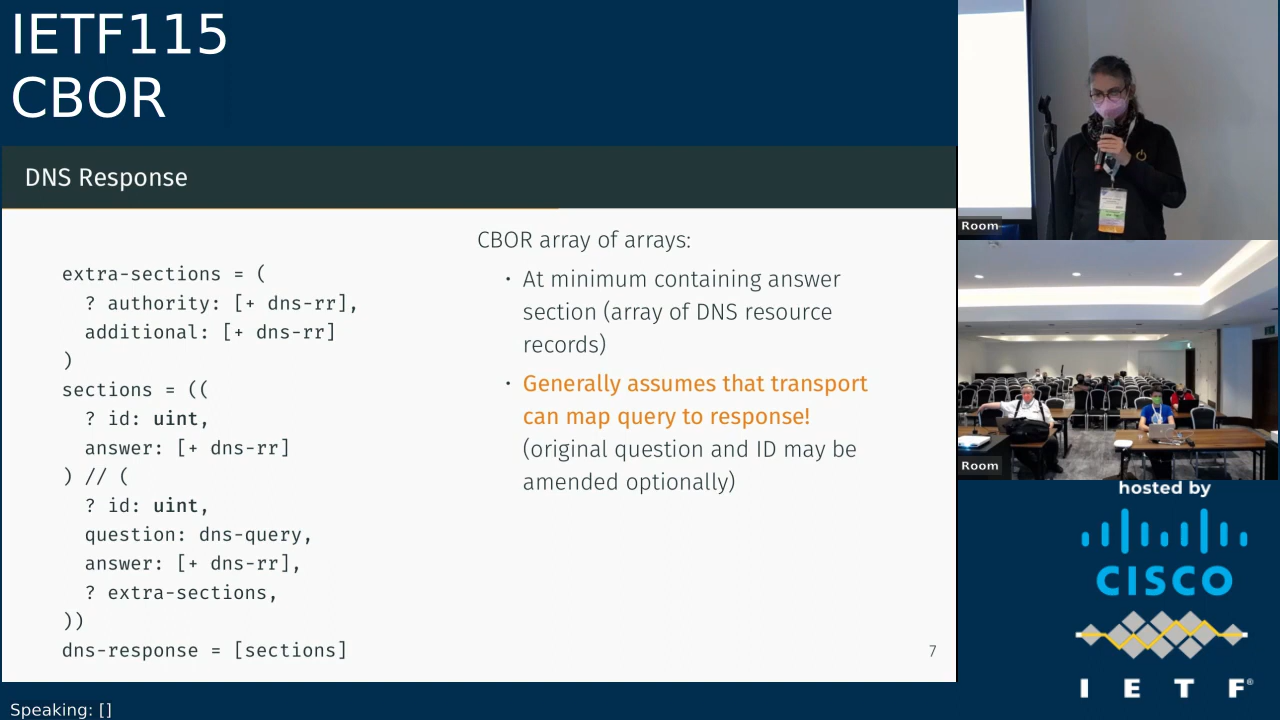 IETF115
CBOR
DNS Response
extra-sections = (
? authority: [+ dns-rr],
additional: [+ dns-rr]
)
sections = ((
? id: uint,
answer: [+ dns-rr]
) // (
? id: uint,
question: dns-query,
answer: [+ dns-rr],
? extra-sections,
))
dns-response = [sections]
CBOR array of arrays:
· At minimum containing answer
section (array of DNS resource
records)
· Generally assumes that transport
can map query to response!
(original question and ID may be
amended optionally)
7
Room
Room
hosted by
CISCO
I E T F®
Speaking: []